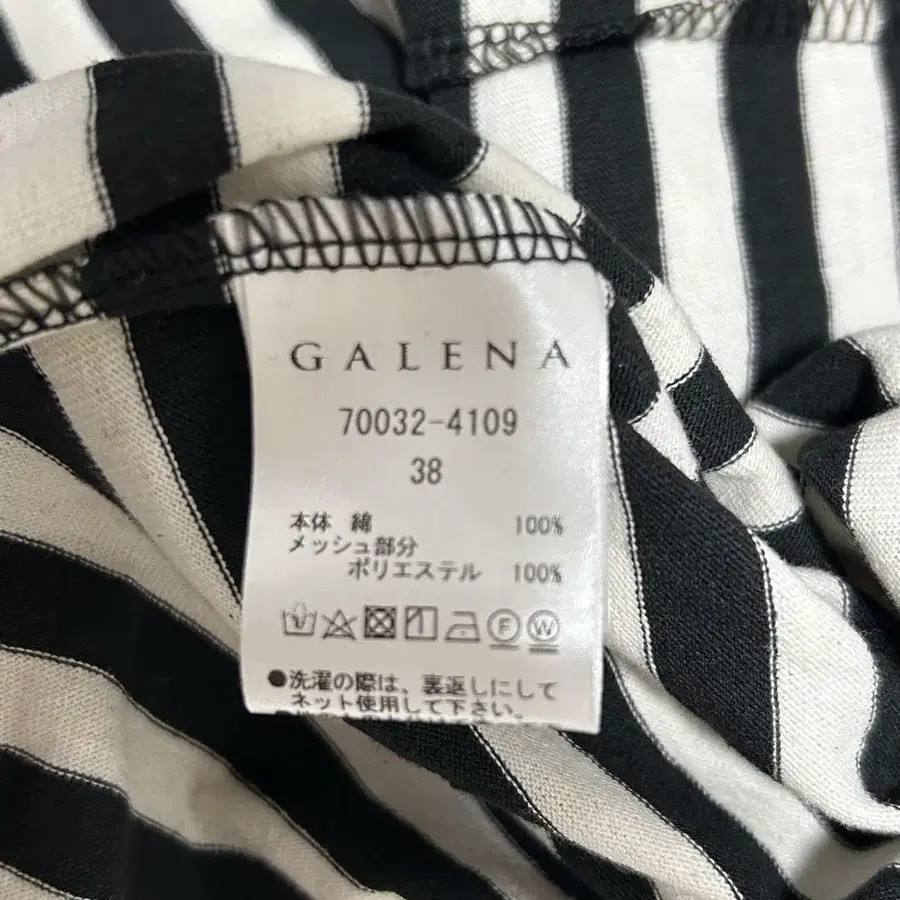 GALENA
70032-4109
38
本体 綿 100%
メッシュ部分
ポリエステル 100%
F W
●洗濯の際は、裏返しにして
ネット使用して下さい。